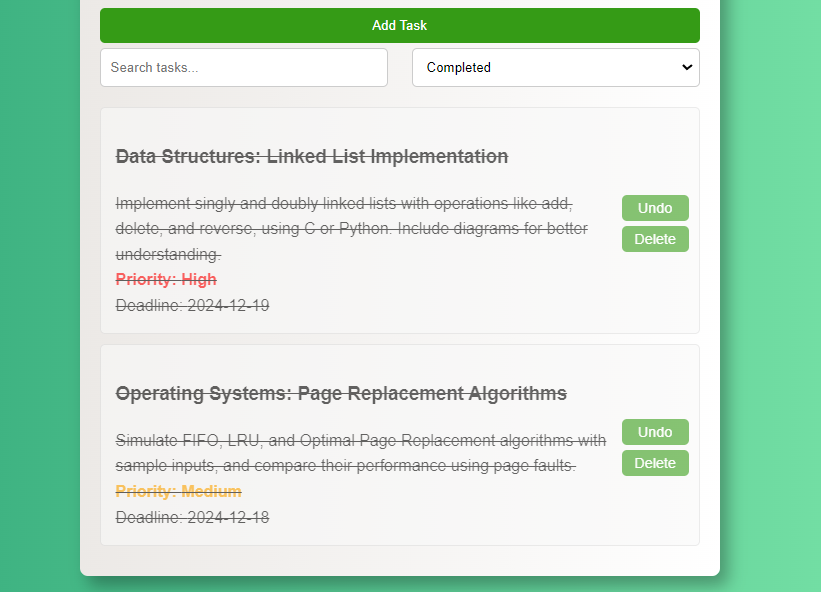 Add Task
Search tasks...
Completed
Data Structures: Linked List Implementation
Implement singly and doubly linked lists with operations like add,
delete, and reverse, using C or Python. Include diagrams for better
understanding.
Priority: High
Deadline: 2024-12-19
Undo
Delete
Operating Systems: Page Replacement Algorithms
Simulate FIFO, LRU, and Optimal Page Replacement algorithms with
sample inputs, and compare their performance using page faults.
Priority: Medium
Deadline: 2024-12-18
Undo
Delete